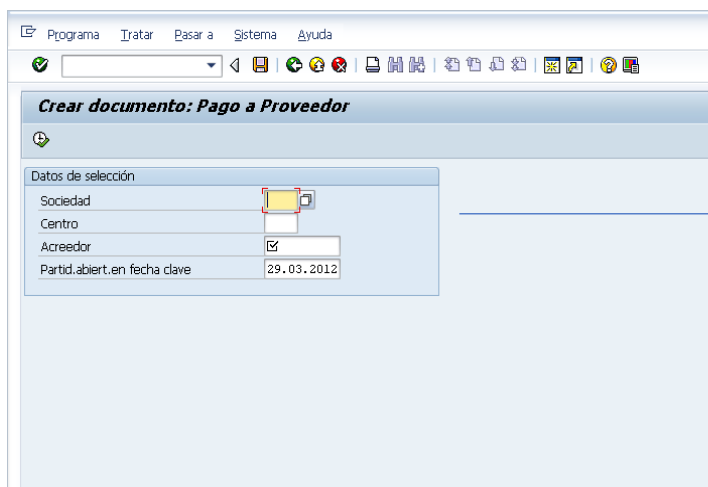 Programa Tratar Pasar a Sistema Ayuda
Crear documento: Pago a Proveedor
Datos de selección
Sociedad
Centro
Acreedor
Partid.abiert.en fecha clave 29.03.2012